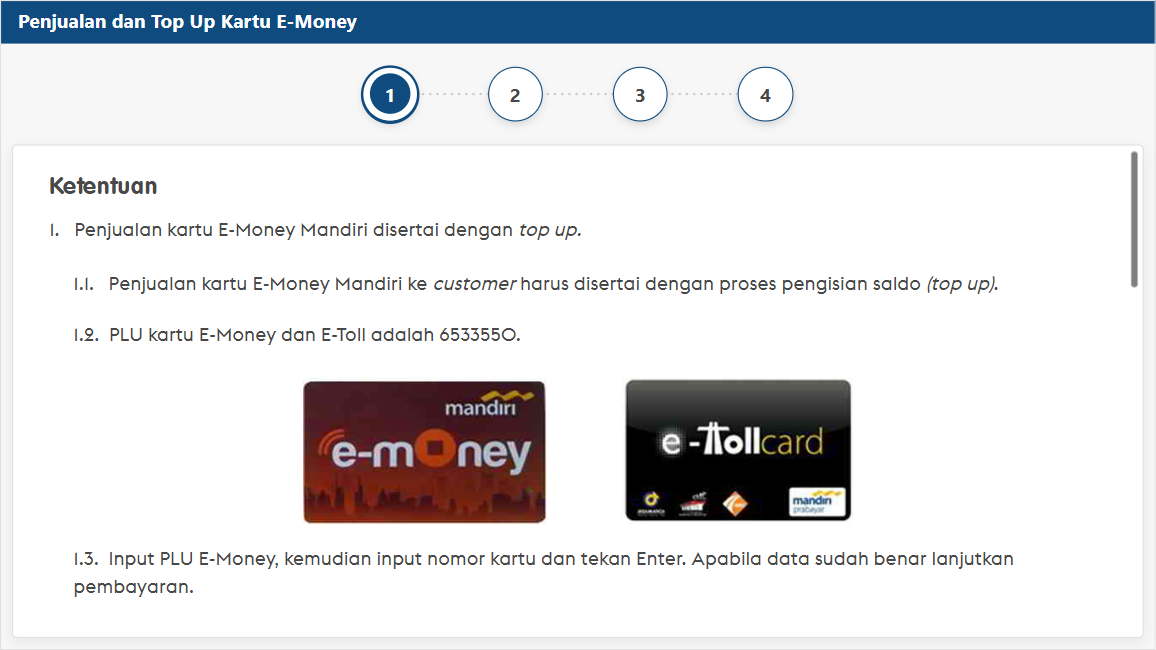 Penjualan dan Top Up Kartu E-Money
1 2 3 4
Ketentuan
1. Penjualan kartu E-Money Mandiri disertai dengan top up.
1.1. Penjualan kartu E-Money Mandiri ke customer harus disertai dengan proses pengisian saldo (top up).
1.2. PLU kartu E-Money dan E-Toll adalah 6533550.
mandiri
e-money
e-Tollcard
mandiri
prabayar
1.3. Input PLU E-Money, kemudian input nomor kartu dan tekan Enter. Apabila data sudah benar lanjutkan
pembayaran.